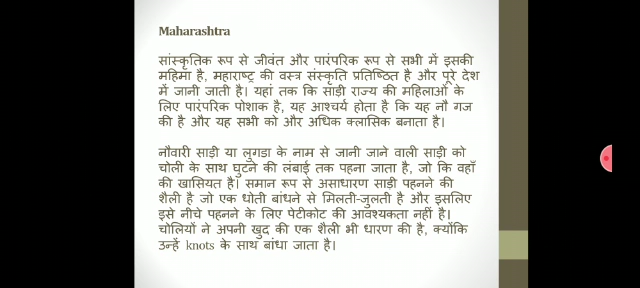 Maharashtra
सांस्कृतिक रूप से जीवंत और पारंपरिक रूप से सभी में इसकी
महिमा है, महाराष्ट्र की वस्त्र संस्कृति प्रतिष्ठित है और पूरे देश
में जानी जाती है। यहां तक कि साड़ी राज्य की महिलाओं के
लिए पारंपरिक पोशाक है, यह आश्चर्य होता है कि यह नौ गज
की है और यह सभी को और अधिक क्लासिक बनाता है।
नौवारी साड़ी या लुगडा के नाम से जानी जाने वाली साड़ी को
चोली के साथ घुटने की लंबाई तक पहना जाता है, जो कि वहाँ
की खासियत है। समान रूप से असाधारण साड़ी पहनने की
शैली है जो एक धोती बांधने से मिलती-जुलती है और इसलिए
इसे नीचे पहनने के लिए पेटीकोट की आवश्यकता नहीं है।
चोलियों ने अपनी खुद की एक शैली भी धारण की है, क्योंकि
उन्हें knots के साथ बांधा जाता है।